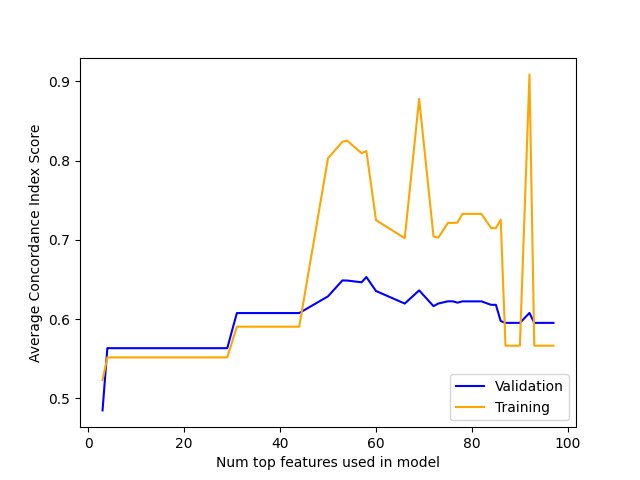 0.9
0.8
0.7
0.6
0.5
Average Concordance Index Score
Validation
Training
0 20 40 60 80 100
Num top features used in model